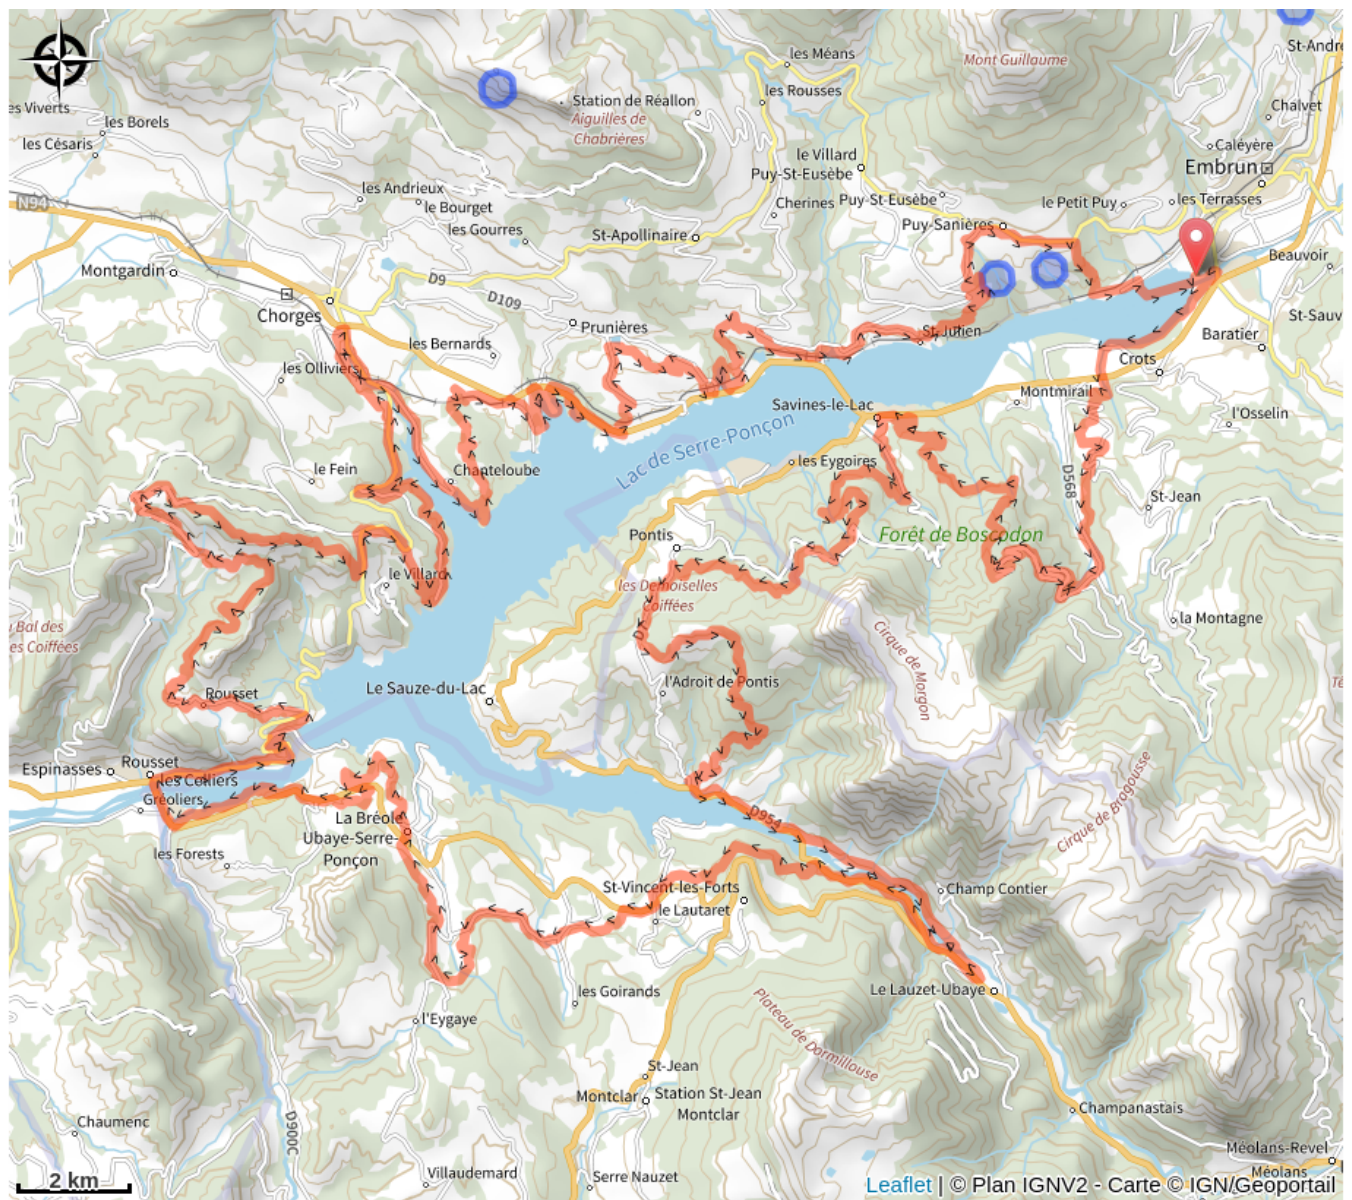 les Méans
Mont Guillaume
St-André
les Rousses
Station de Réallon
Chalvet
es Viverts
Aiguilles de
Chabrières
les Borels
les Césaris
Caléyère
le Villard
Embrun
Puy-St-Eusèbe
les Andrieux
N94
le Bourget
Cherines
Puy-St-Eusèbe
le Petit Puy
les Terrasses
les Gourres
St-Apollinaire
Puy-Sanières
Beauvoir
Montgardin
D9
D109
Chorges
Prunières
St-Sauv
St-Julien
Baratier
les Bernards
Crots
les Olliviers
Montmirail
Savines-le-Lac
l'Osselin
Lac de Serre-Ponçon
le Fein
Chanteloube
les Eygoires
D568
St-Jean
Pontis
Forêt de Boscodon
le Villard
les Demoiselles
Coiffées
la Montagne
u Bal des
es Coiffées
Cirque de Morgon
D7
Le Sauze-du-Lac
l'Adroit de Pontis
Té
Rousset
Espinasses
Rousset
les Celliers
Gréoliers
Cirque de Bragousse
D954
La Bréole
Ubaye-Serre-
Ponçon
les Forests
St-Vincent-les-Forts
Champ Contier
le Lautaret
les Goirands
Le Lauzet-Ubaye
l'Eygaye
Plateau de Dormillouse
St-Jean
Montclar
Station St-Jean
Montclar
Champanastais
Chaumenc
D900C
Méolans-Revel
Villaudemard
Serre Nauzet
Méolans
2 km
Leaflet | © Plan IGNV2 - Carte © IGN/Geoportail